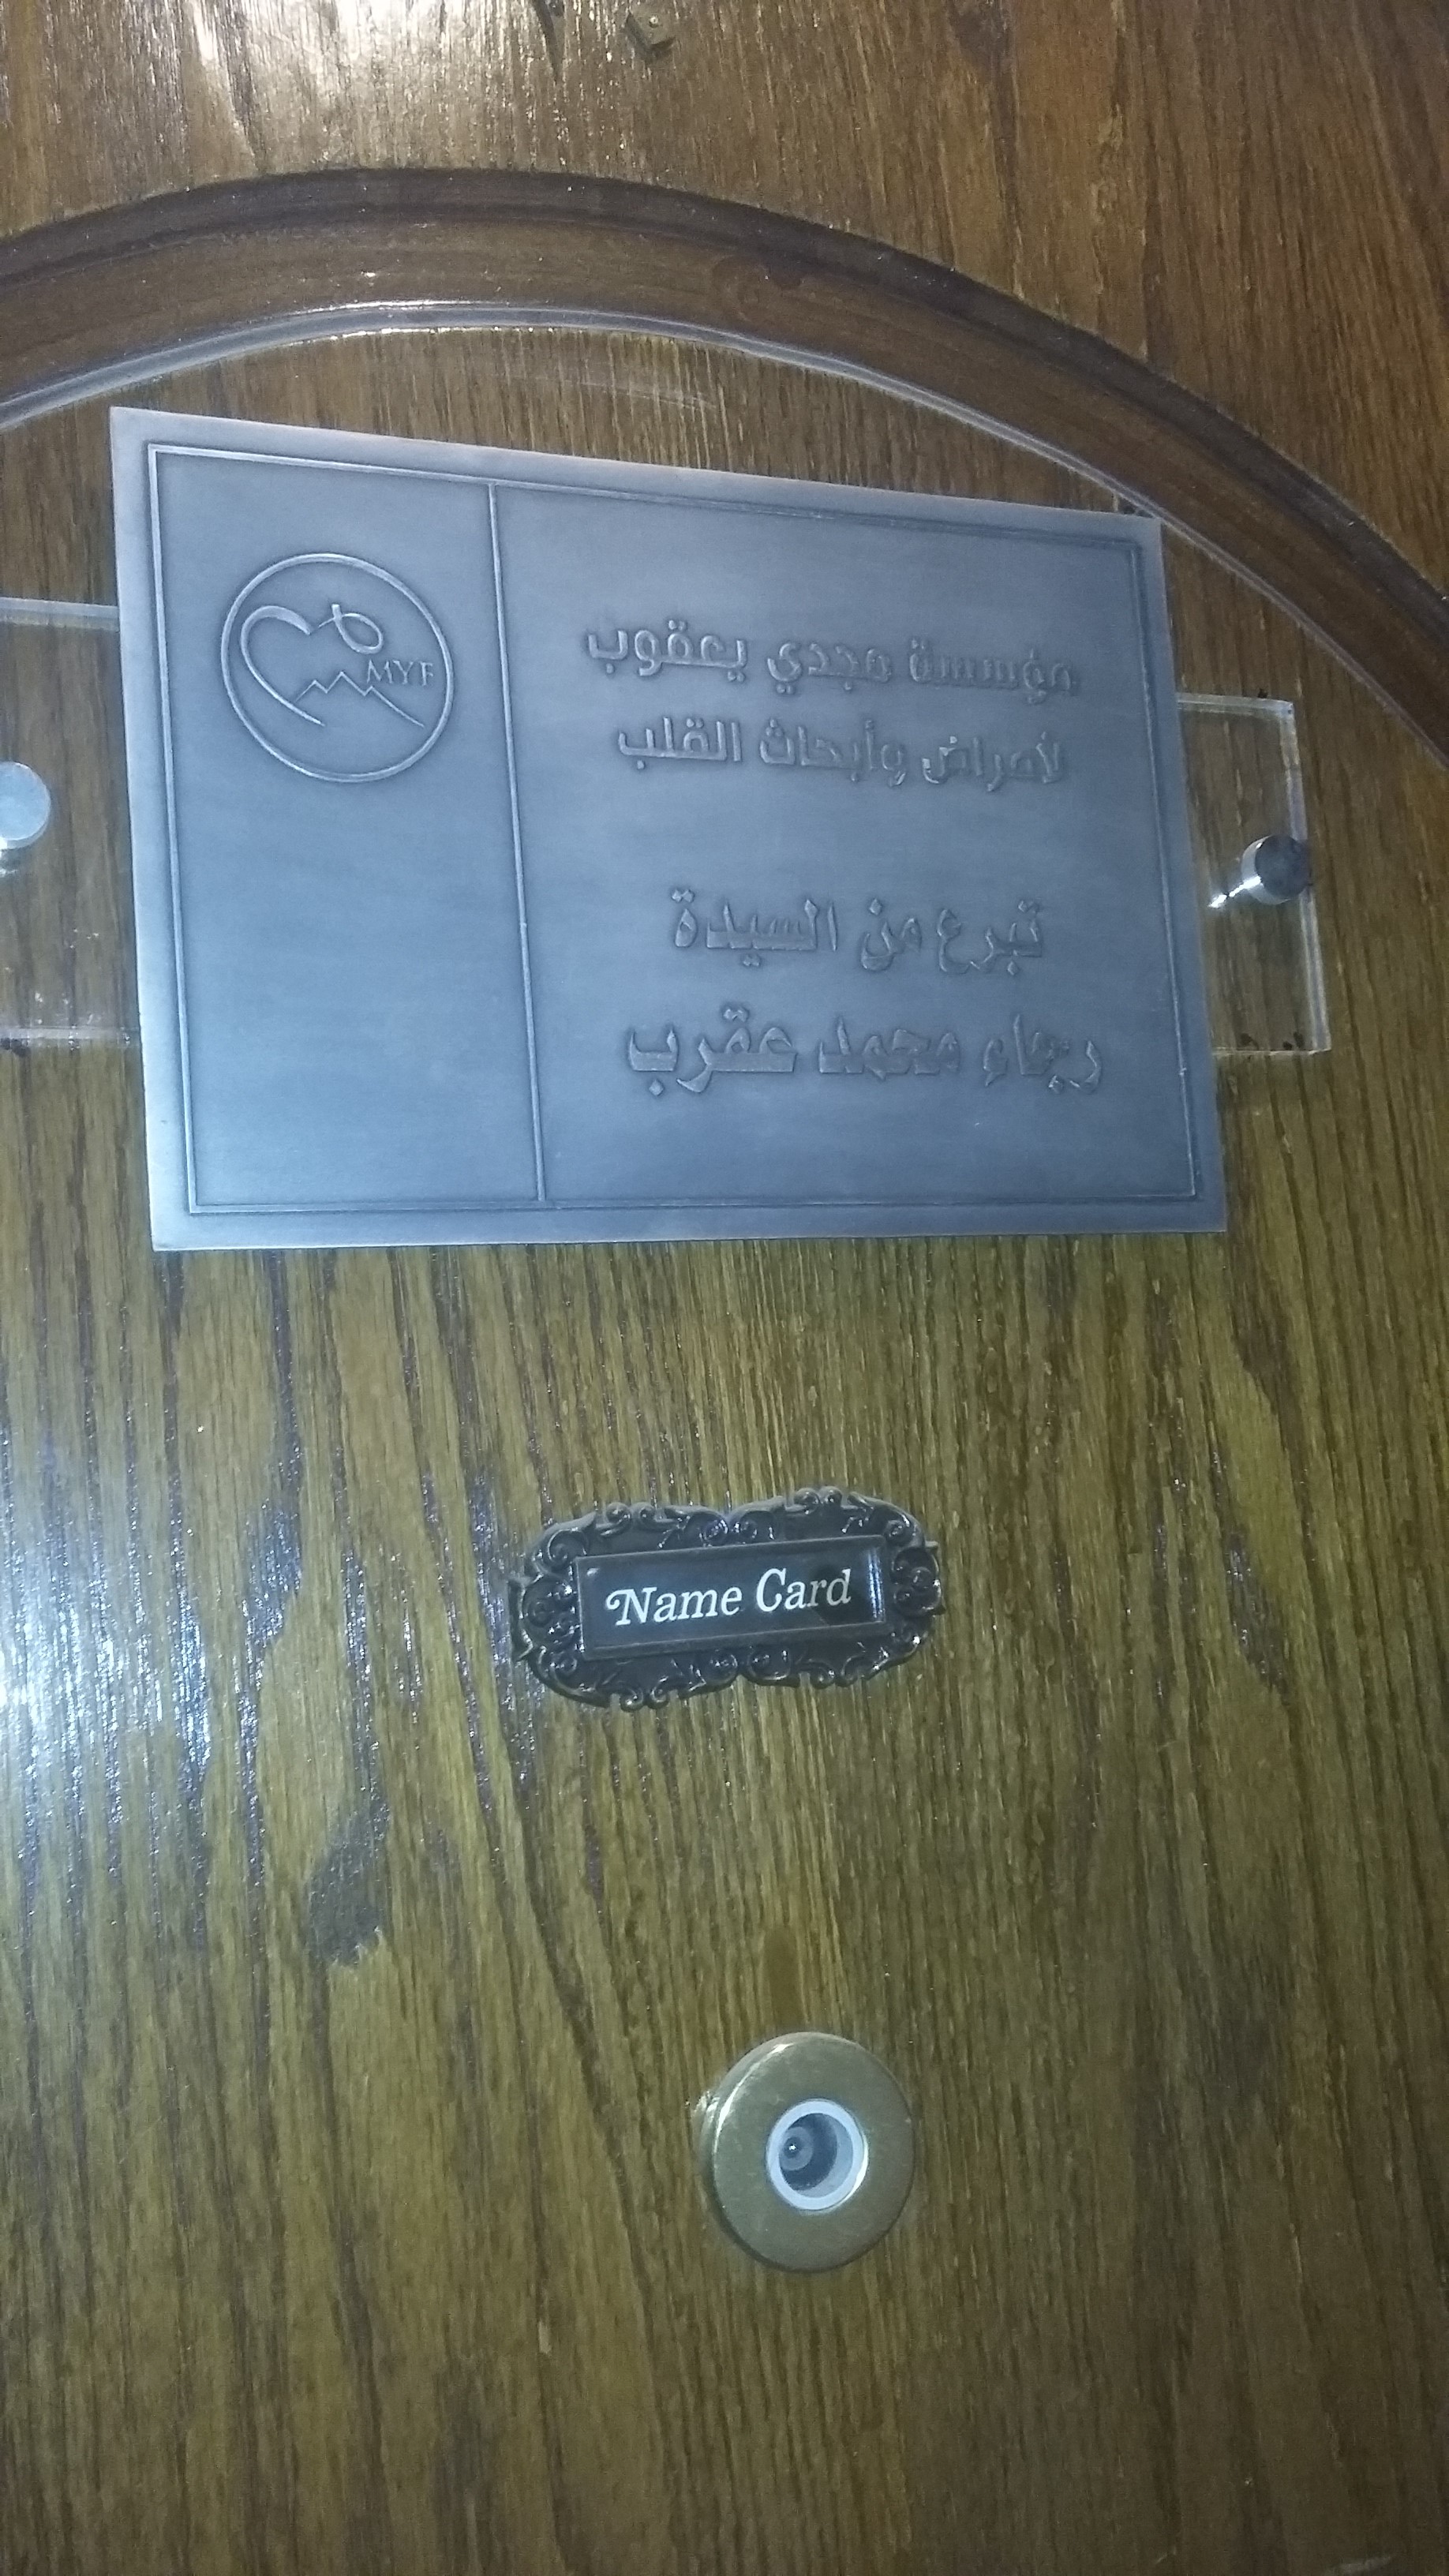 MYF
مؤسسة مجدي يعقوب
لأمراض وأبحاث القلب
تبرع من السيدة
رجاء محمد عقرب
Name Card